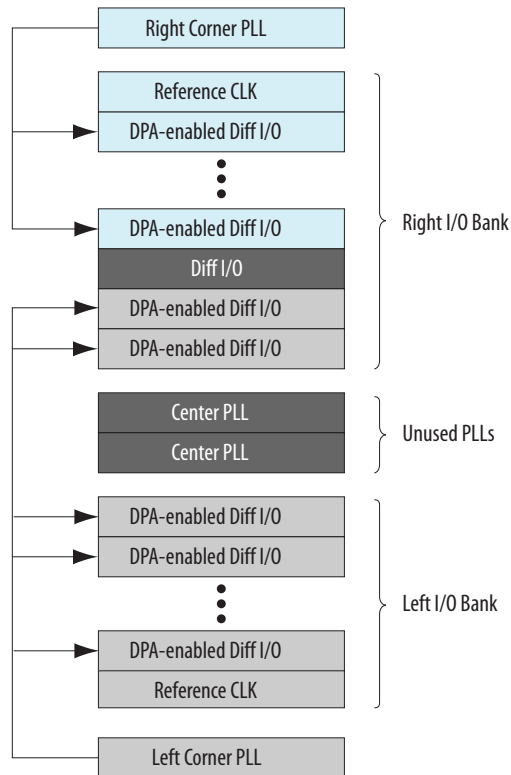 Right Corner PLL
Reference CLK
DPA-enabled Diff I/O
DPA-enabled Diff I/O
Right I/O Bank
Diff I/O
DPA-enabled Diff I/O
DPA-enabled Diff I/O
Center PLL
Unused PLLs
Center PLL
DPA-enabled Diff I/O
DPA-enabled Diff I/O
Left I/O Bank
DPA-enabled Diff I/O
Reference CLK
Left Corner PLL